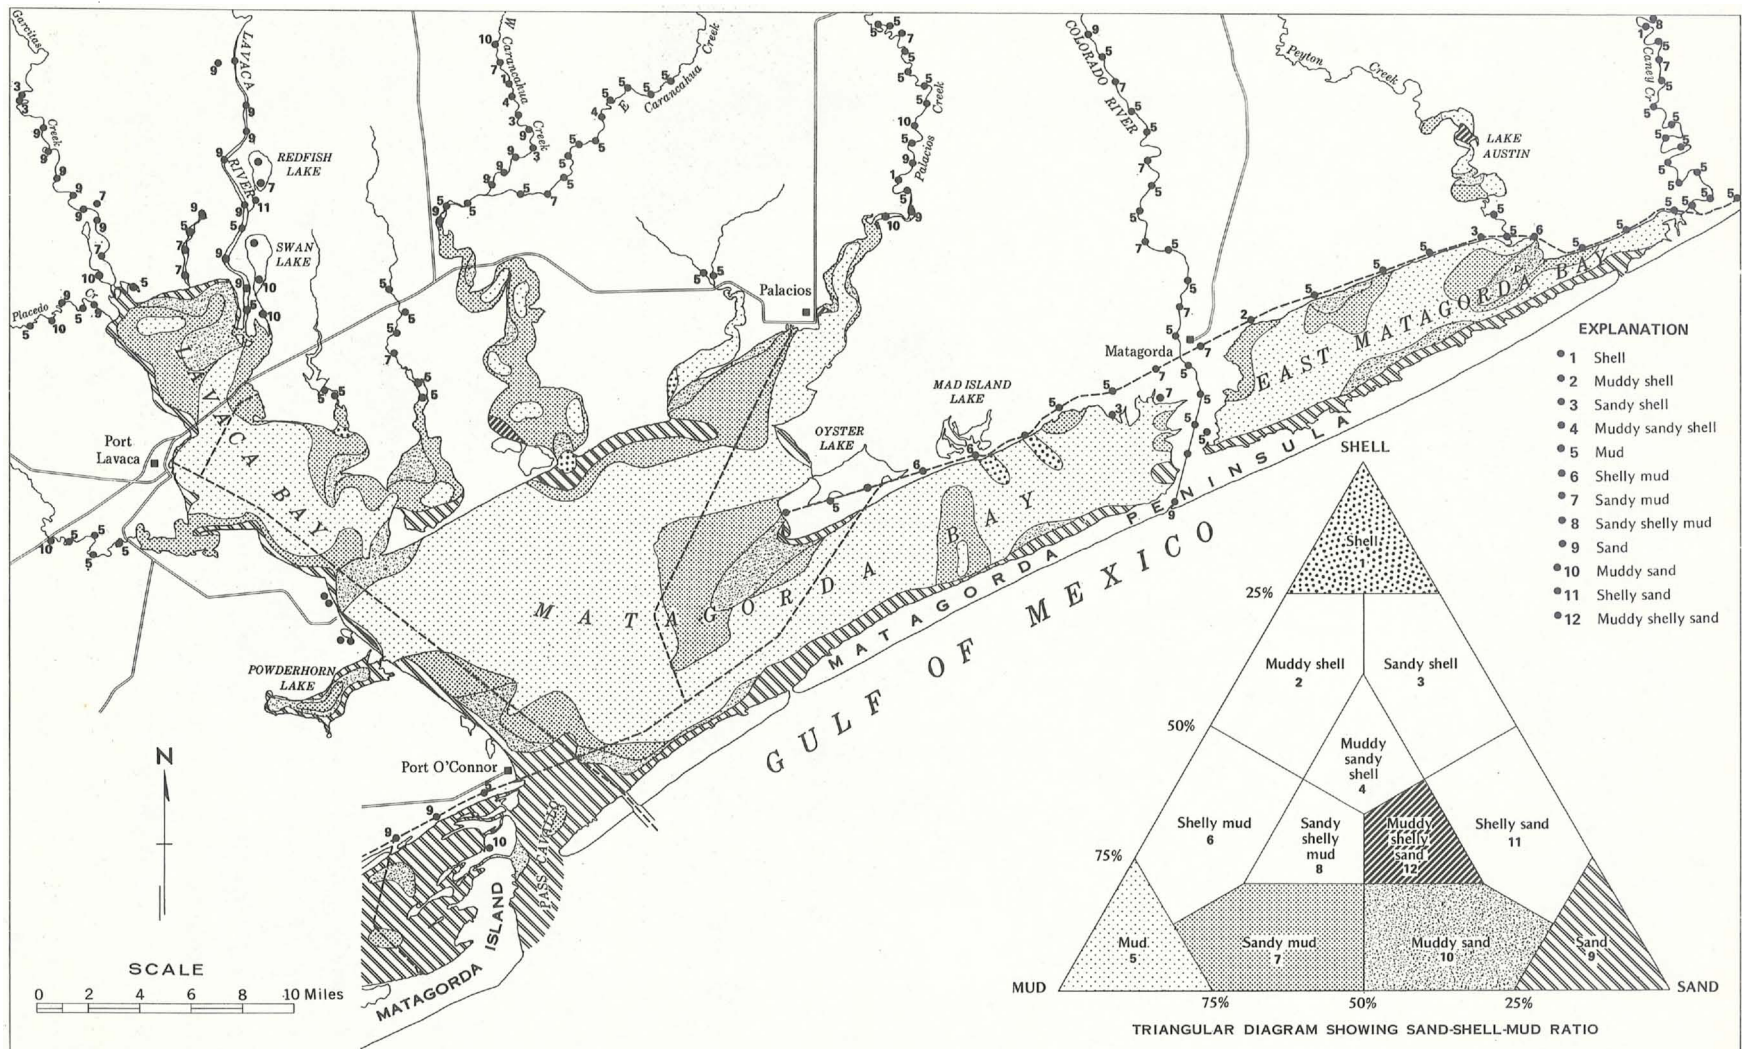 Garcitas
Creek
LAVACA
RIVER
W Carancahua
Creek
E Carancahua Creek
Palacios Creek
COLORADO
RIVER
Peyton
Creek
Caney Cr
REDFISH
LAKE
SWAN
LAKE
LAKE
AUSTIN
Placedo
Cr
Palacios
Matagorda
MAD ISLAND
LAKE
OYSTER
LAKE
Port
Lavaca
LAVACA BAY
EAST MATAGORDA BAY
MATAGORDA BAY
MATAGORDA PENINSULA
GULF OF MEXICO
POWDERHORN
LAKE
Port O'Connor
PASS CAVALLO
MATAGORDA ISLAND
N
SCALE
0 2 4 6 8 10 Miles
EXPLANATION
1 Shell
2 Muddy shell
3 Sandy shell
4 Muddy sandy shell
5 Mud
6 Shelly mud
7 Sandy mud
8 Sandy shelly mud
9 Sand
10 Muddy sand
11 Shelly sand
12 Muddy shelly sand
SHELL
Shell
1
25%
Muddy shell
2
Sandy shell
3
50%
Muddy
sandy
shell
4
Shelly mud
6
Sandy
shelly
mud
8
Muddy
shelly
sand
12
Shelly sand
11
75%
Mud
5
Sandy mud
7
Muddy sand
10
Sand
9
MUD
SAND
75% 50% 25%
TRIANGULAR DIAGRAM SHOWING SAND-SHELL-MUD RATIO